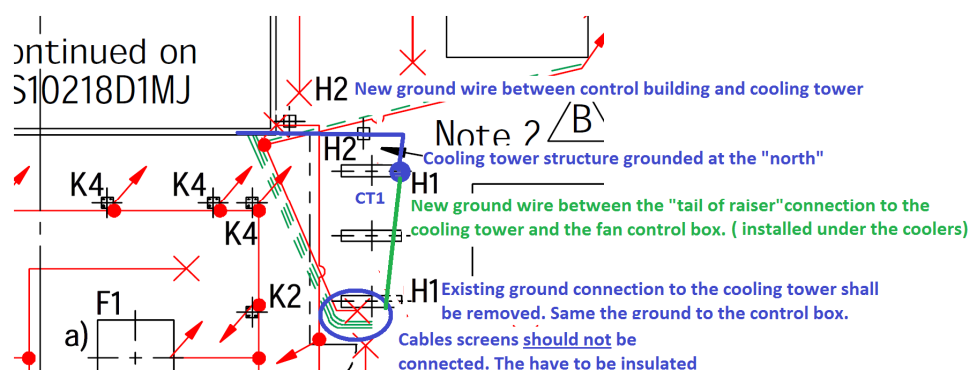 ontinued on
S10218D1MJ
H2
New ground wire between control building and cooling tower
Note 2
B
H2
Cooling tower structure grounded at the "north"
K4
K4
CT1
H1
New ground wire between the "tail of raiser"connection to the
cooling tower and the fan control box. ( installed under the coolers)
K4
K2
H1
Existing ground connection to the cooling tower shall
be removed. Same the ground to the control box.
F1
a)
Cables screens should not be
connected. The have to be insulated